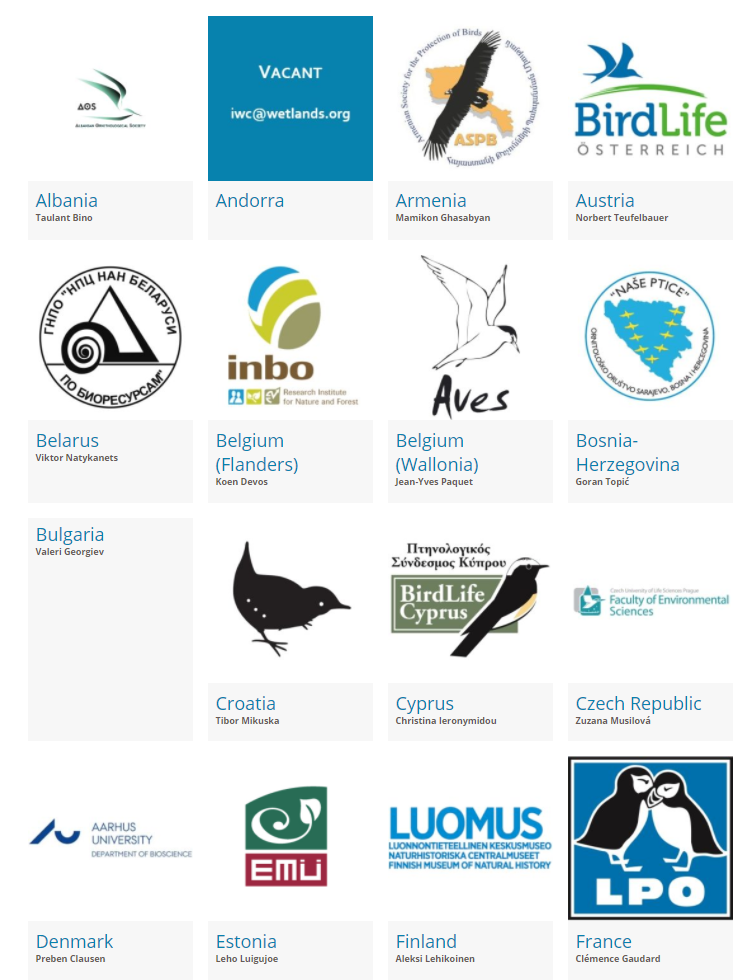 AOS
ALBANIAN ORNITHOLOGICAL SOCIETY
VACANT
iwc@wetlands.org
Armenian Society for the Protection of Birds
ASPB
BirdLife
ÖSTERREICH
Albania
Taulant Bino
Andorra
Armenia
Mamikon Ghasabyan
Austria
Norbert Teufelbauer
ГНПО "НПЦ НАН БЕЛАРУСИ
ПО БИОРЕСУРСАМ"
inbo
Research Institute
for Nature and Forest
Aves
"NAŠE PTICE"
ORNITOLOŠKO DRUŠTVO SARAJEVO, BOSNA I HERCEGOVINA
Belarus
Viktor Natykanets
Belgium
(Flanders)
Koen Devos
Belgium
(Wallonia)
Jean-Yves Paquet
Bosnia-
Herzegovina
Goran Topić
Bulgaria
Valeri Georgiev
Πτηνολογικός
Σύνδεσμος Κύπρου
BirdLife
Cyprus
Czech University of Life Sciences Prague
Faculty of Environmental
Sciences
Croatia
Tibor Mikuska
Cyprus
Christina Ieronymidou
Czech Republic
Zuzana Musilová
AARHUS
UNIVERSITY
DEPARTMENT OF BIOSCIENCE
EMÜ
LUOMUS
LUONNONTIETEELLINEN KESKUSMUSEO
NATURHISTORISKA CENTRALMUSEET
FINNISH MUSEUM OF NATURAL HISTORY
LPO
Denmark
Preben Clausen
Estonia
Leho Luigujoe
Finland
Aleksi Lehikoinen
France
Clémence Gaudard